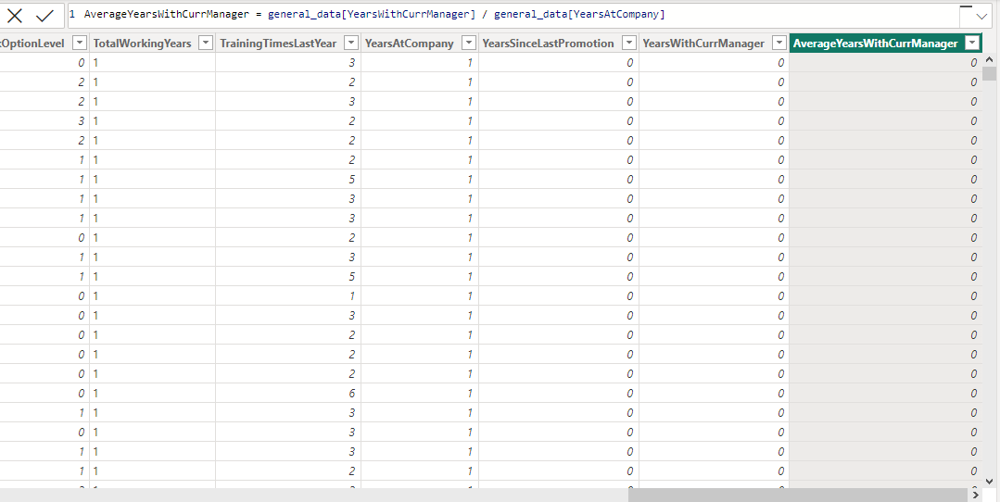 1 AverageYearsWithCurrManager = general_data[YearsWithCurrManager] / general_data[YearsAtCompany]
OptionLevel TotalWorkingYears TrainingTimesLastYear YearsAtCompany YearsSinceLastPromotion YearsWithCurrManager AverageYearsWithCurrManager
0 1 3 1 0 0 0
2 1 2 1 0 0 0
2 1 3 1 0 0 0
3 1 2 1 0 0 0
2 1 2 1 0 0 0
1 1 2 1 0 0 0
1 1 5 1 0 0 0
1 1 3 1 0 0 0
1 1 3 1 0 0 0
0 1 2 1 0 0 0
1 1 3 1 0 0 0
1 1 5 1 0 0 0
0 1 1 1 0 0 0
0 1 3 1 0 0 0
0 1 2 1 0 0 0
0 1 2 1 0 0 0
0 1 2 1 0 0 0
0 1 6 1 0 0 0
1 1 3 1 0 0 0
0 1 3 1 0 0 0
1 1 3 1 0 0 0
1 1 2 1 0 0 0